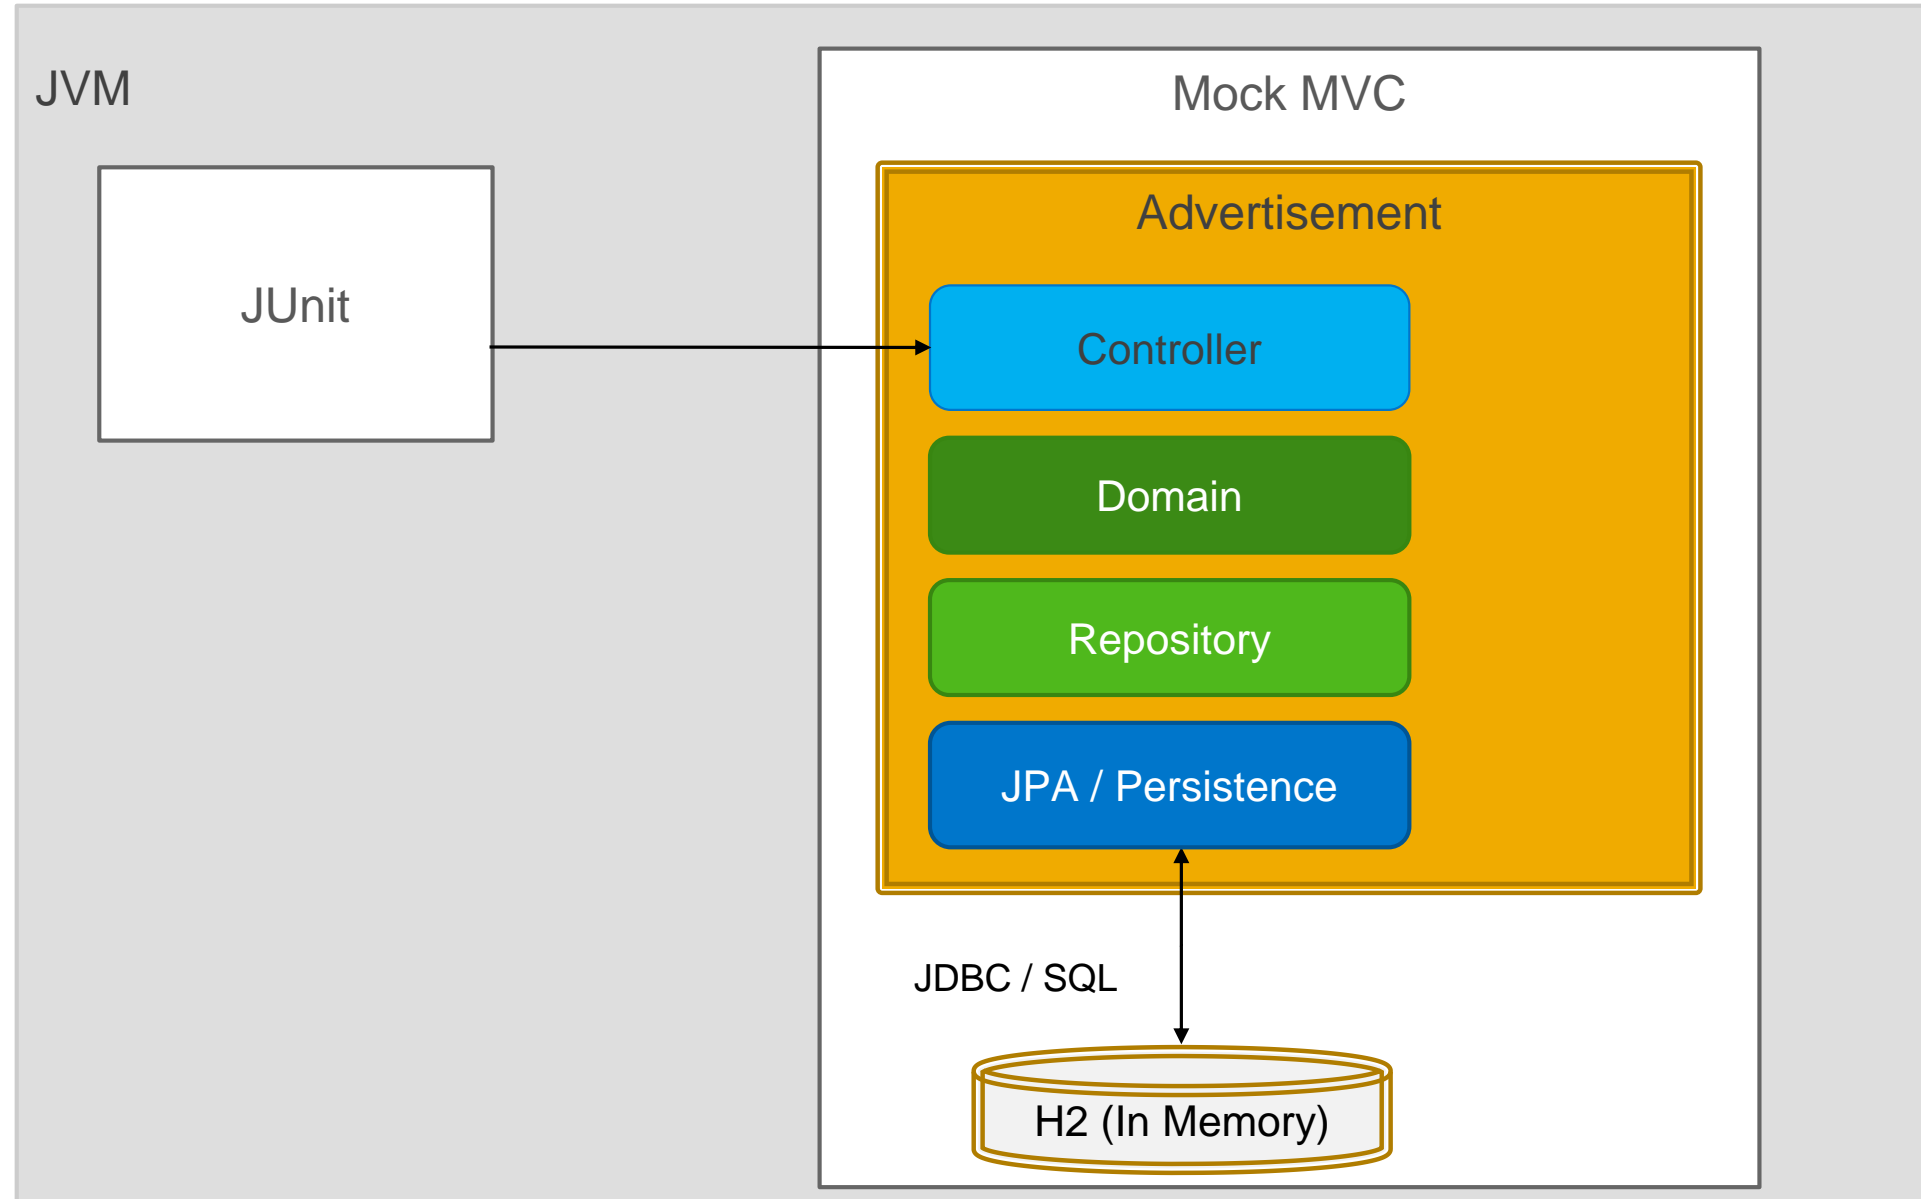 JVM
Mock MVC
JUnit
Advertisement
Controller
Domain
Repository
JPA / Persistence
JDBC / SQL
H2 (In Memory)